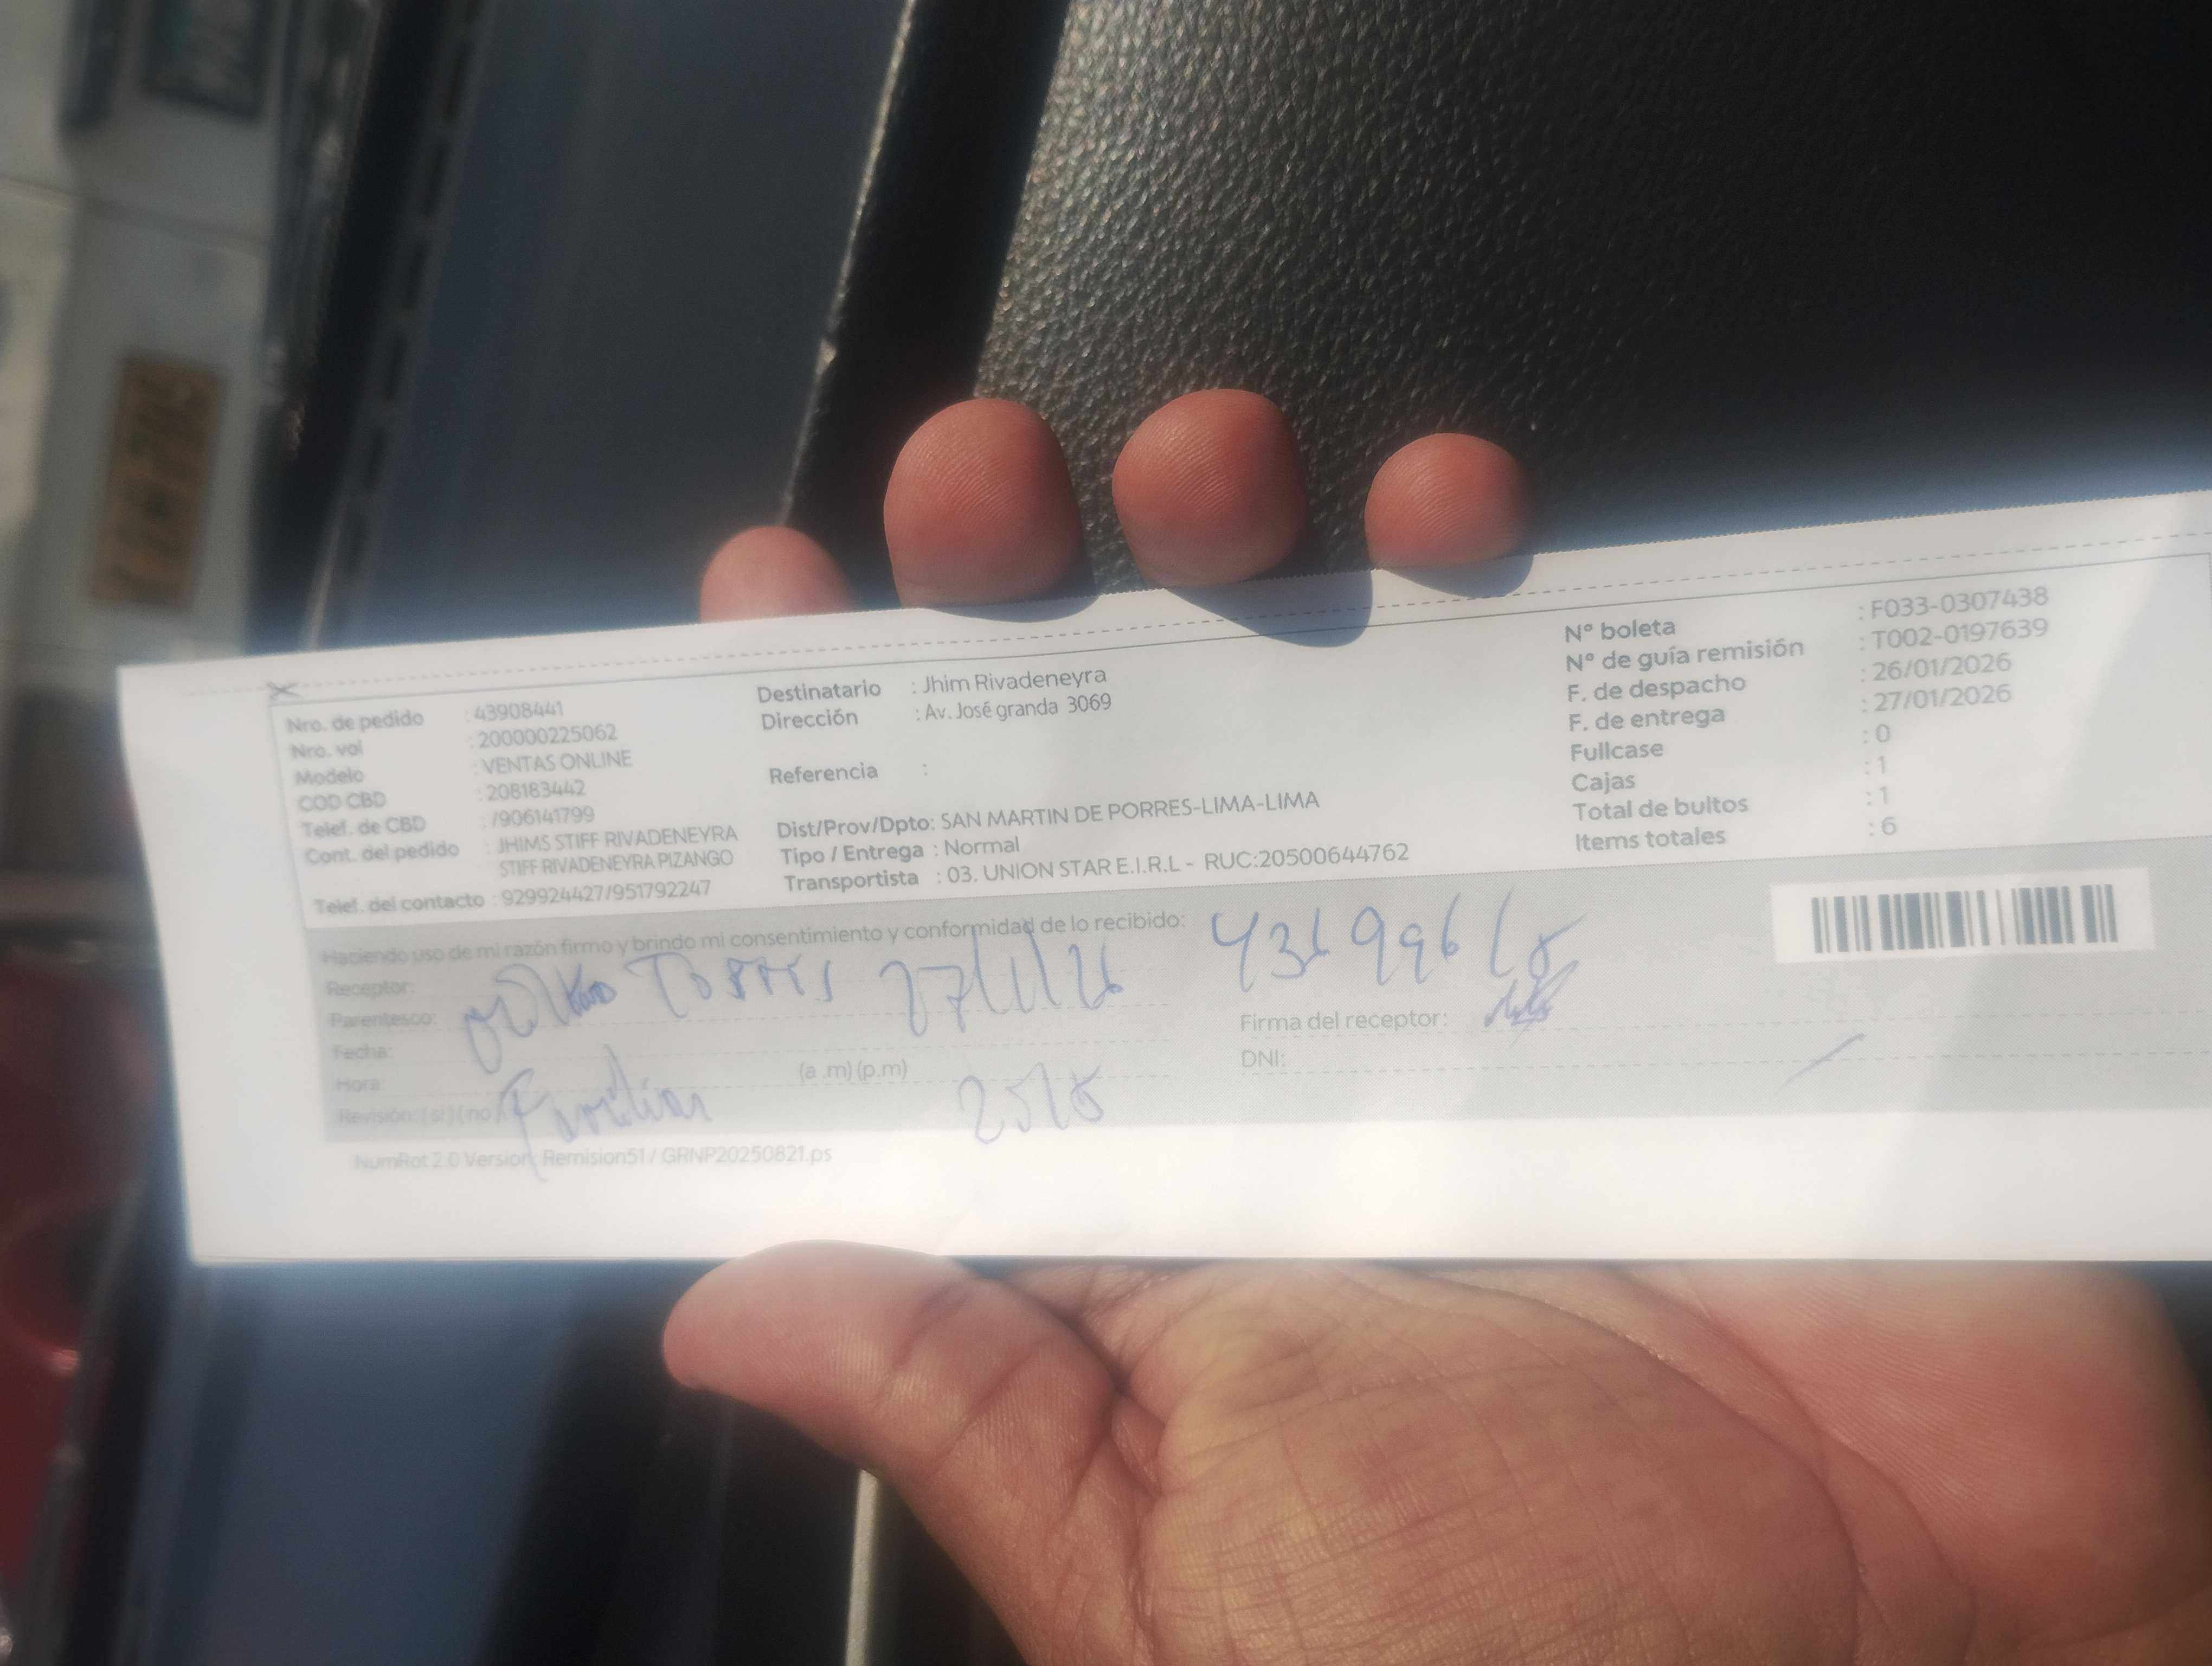 Nro. de pedido : 43908441
Nro. vol : 200000225062
Modelo : VENTAS ONLINE
COD CBD : 208183442
Telef. de CBD : /906141799
Cont. del pedido : JHIMS STIFF RIVADENEYRA
STIFF RIVADENEYRA PIZANGO
Telef. del contacto : 929924427/951792247
Destinatario : Jhim Rivadeneyra
Dirección : Av. José granda 3069
Referencia :
Dist/Prov/Dpto: SAN MARTIN DE PORRES-LIMA-LIMA
Tipo / Entrega : Normal
Transportista : 03. UNION STAR E.I.R.L - RUC:20500644762
Nº boleta : F033-0307438
Nº de guía remisión : T002-0197639
F. de despacho : 26/01/2026
F. de entrega : 27/01/2026
Fullcase : 0
Cajas : 1
Total de bultos : 1
Items totales : 6
Haciendo uso de mi razón firmo y brindo mi consentimiento y conformidad de lo recibido:
Receptor: Torres 27/1/26
Parentesco:
Fecha:
Hora: (a .m) (p.m)
Revisión: (si) (no) Familiar
Firma del receptor:
DNI:
NumRot 2.0 Version: Remision51 / GRNP20250821.ps